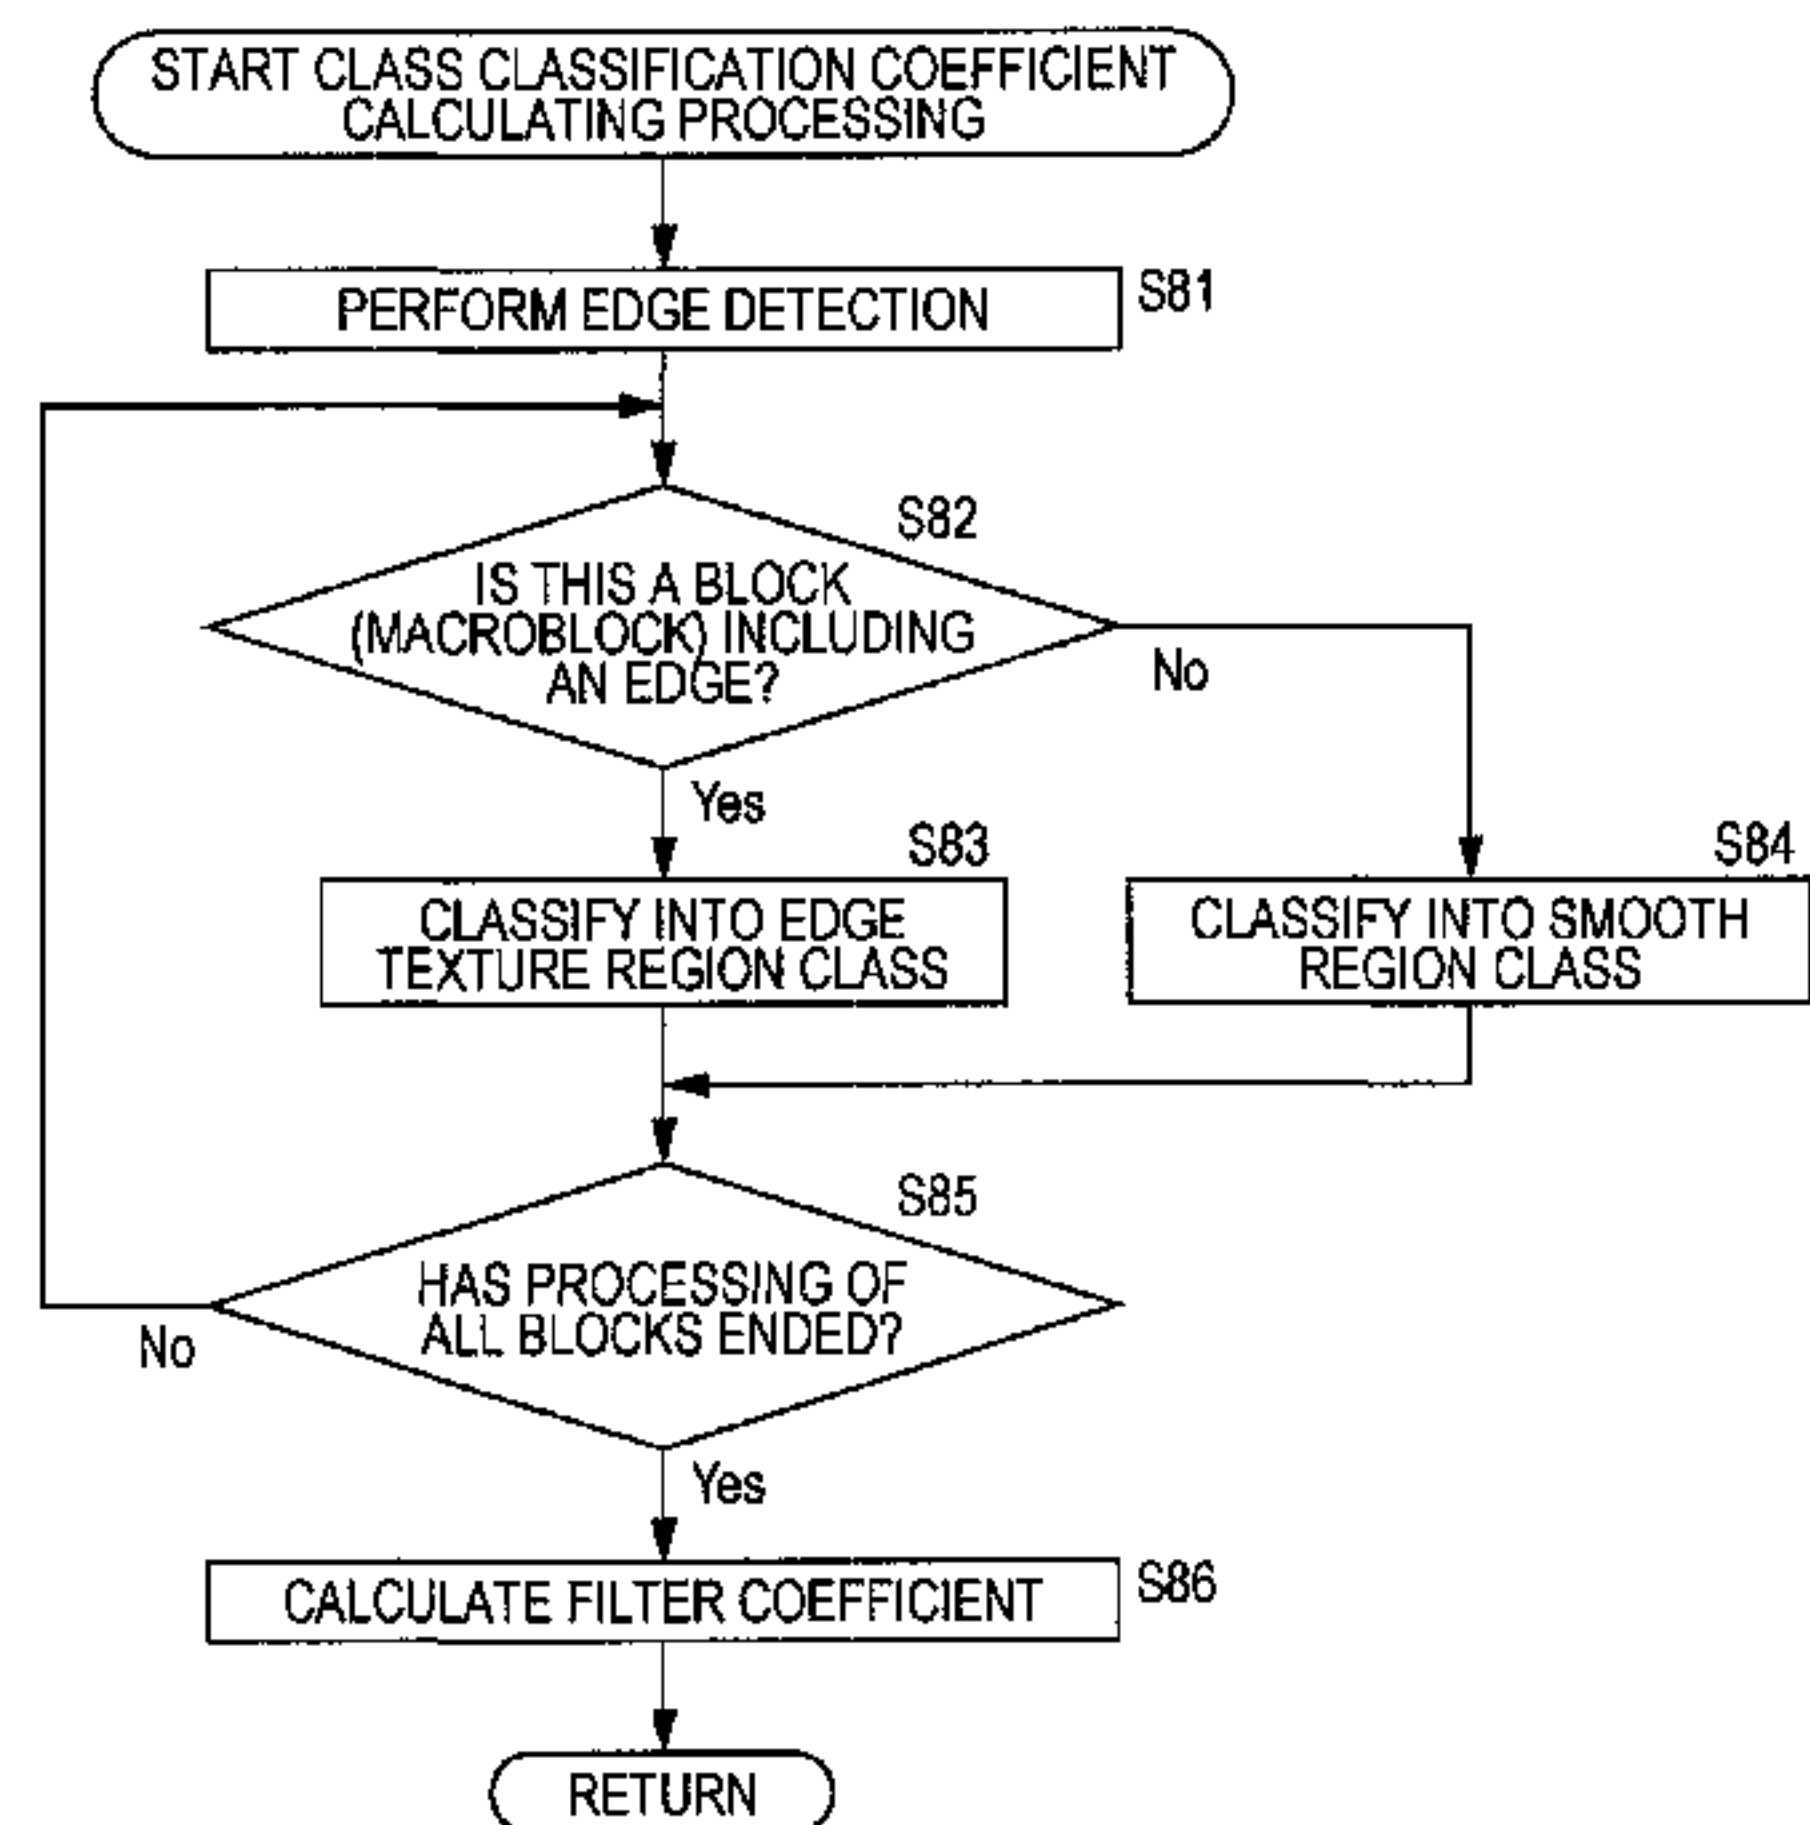 START CLASS CLASSIFICATION COEFFICIENT
CALCULATING PROCESSING
PERFORM EDGE DETECTION
S81
S82
IS THIS A BLOCK
(MACROBLOCK) INCLUDING
AN EDGE?
No
Yes
S83
S84
CLASSIFY INTO EDGE
TEXTURE REGION CLASS
CLASSIFY INTO SMOOTH
REGION CLASS
S85
HAS PROCESSING OF
ALL BLOCKS ENDED?
No
Yes
CALCULATE FILTER COEFFICIENT
S86
RETURN